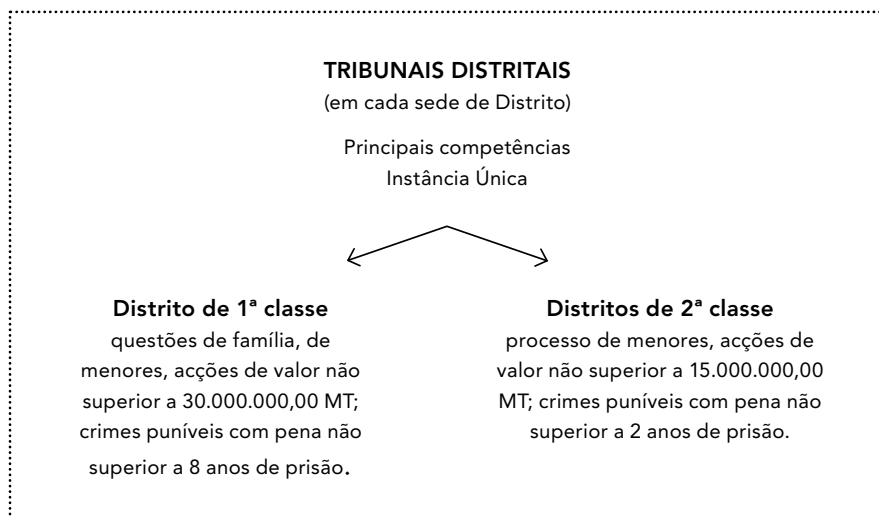 TRIBUNAIS DISTRITAIS
(em cada sede de Distrito)
Principais competências
Instância Única
Distrito de 1ª classe
questões de família, de
menores, acções de valor não
superior a 30.000.000,00 MT;
crimes puníveis com pena não
superior a 8 anos de prisão.
Distritos de 2ª classe
processo de menores, acções de
valor não superior a 15.000.000,00
MT; crimes puníveis com pena não
superior a 2 anos de prisão.